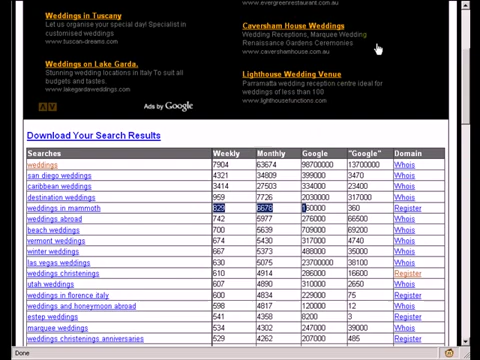 www.evergreenrestaurant.com.au
Weddings in Tuscany
Let us organise your special day! Specialist in
customised weddings
www.tuscan-dreams.com
Caversham House Weddings
Wedding Receptions, Marquee Wedding
Renaissance Gardens Ceremonies
www.cavershamhouse.com.au
Weddings on Lake Garda.
Stunning wedding locations in Italy To suit all
budgets and tastes.
www.lakegardaweddings.com
Lighthouse Wedding Venue
Parramatta wedding reception centre ideal for
weddings of less than 100
www.lighthousefunctions.com
Ads by Google
Download Your Search Results
Searches Weekly Monthly Google "Google" Domain
weddings 7904 63674 98700000 13700000 Whois
san diego weddings 4321 34809 399000 3470 Whois
caribbean weddings 3414 27503 334000 23400 Whois
destination weddings 959 7726 2030000 317000 Whois
weddings in mammoth 829 6678 160000 360 Register
weddings abroad 742 5977 276000 66500 Whois
beach weddings 700 5639 709000 69200 Whois
vermont weddings 674 5430 317000 4740 Whois
winter weddings 667 5373 488000 35000 Whois
las vegas weddings 630 5075 23700000 38100 Whois
weddings christenings 610 4914 286000 16600 Register
utah weddings 612 4890 310000 2650 Whois
weddings in florence italy 600 4834 229000 75 Register
weddings and honeymoon abroad 598 4817 120000 12 Register
estep weddings 541 4358 8200 3 Register
marquee weddings 534 4302 247000 39000 Whois
weddings christenings anniversaries 529 4262 207000 485 Register
Done